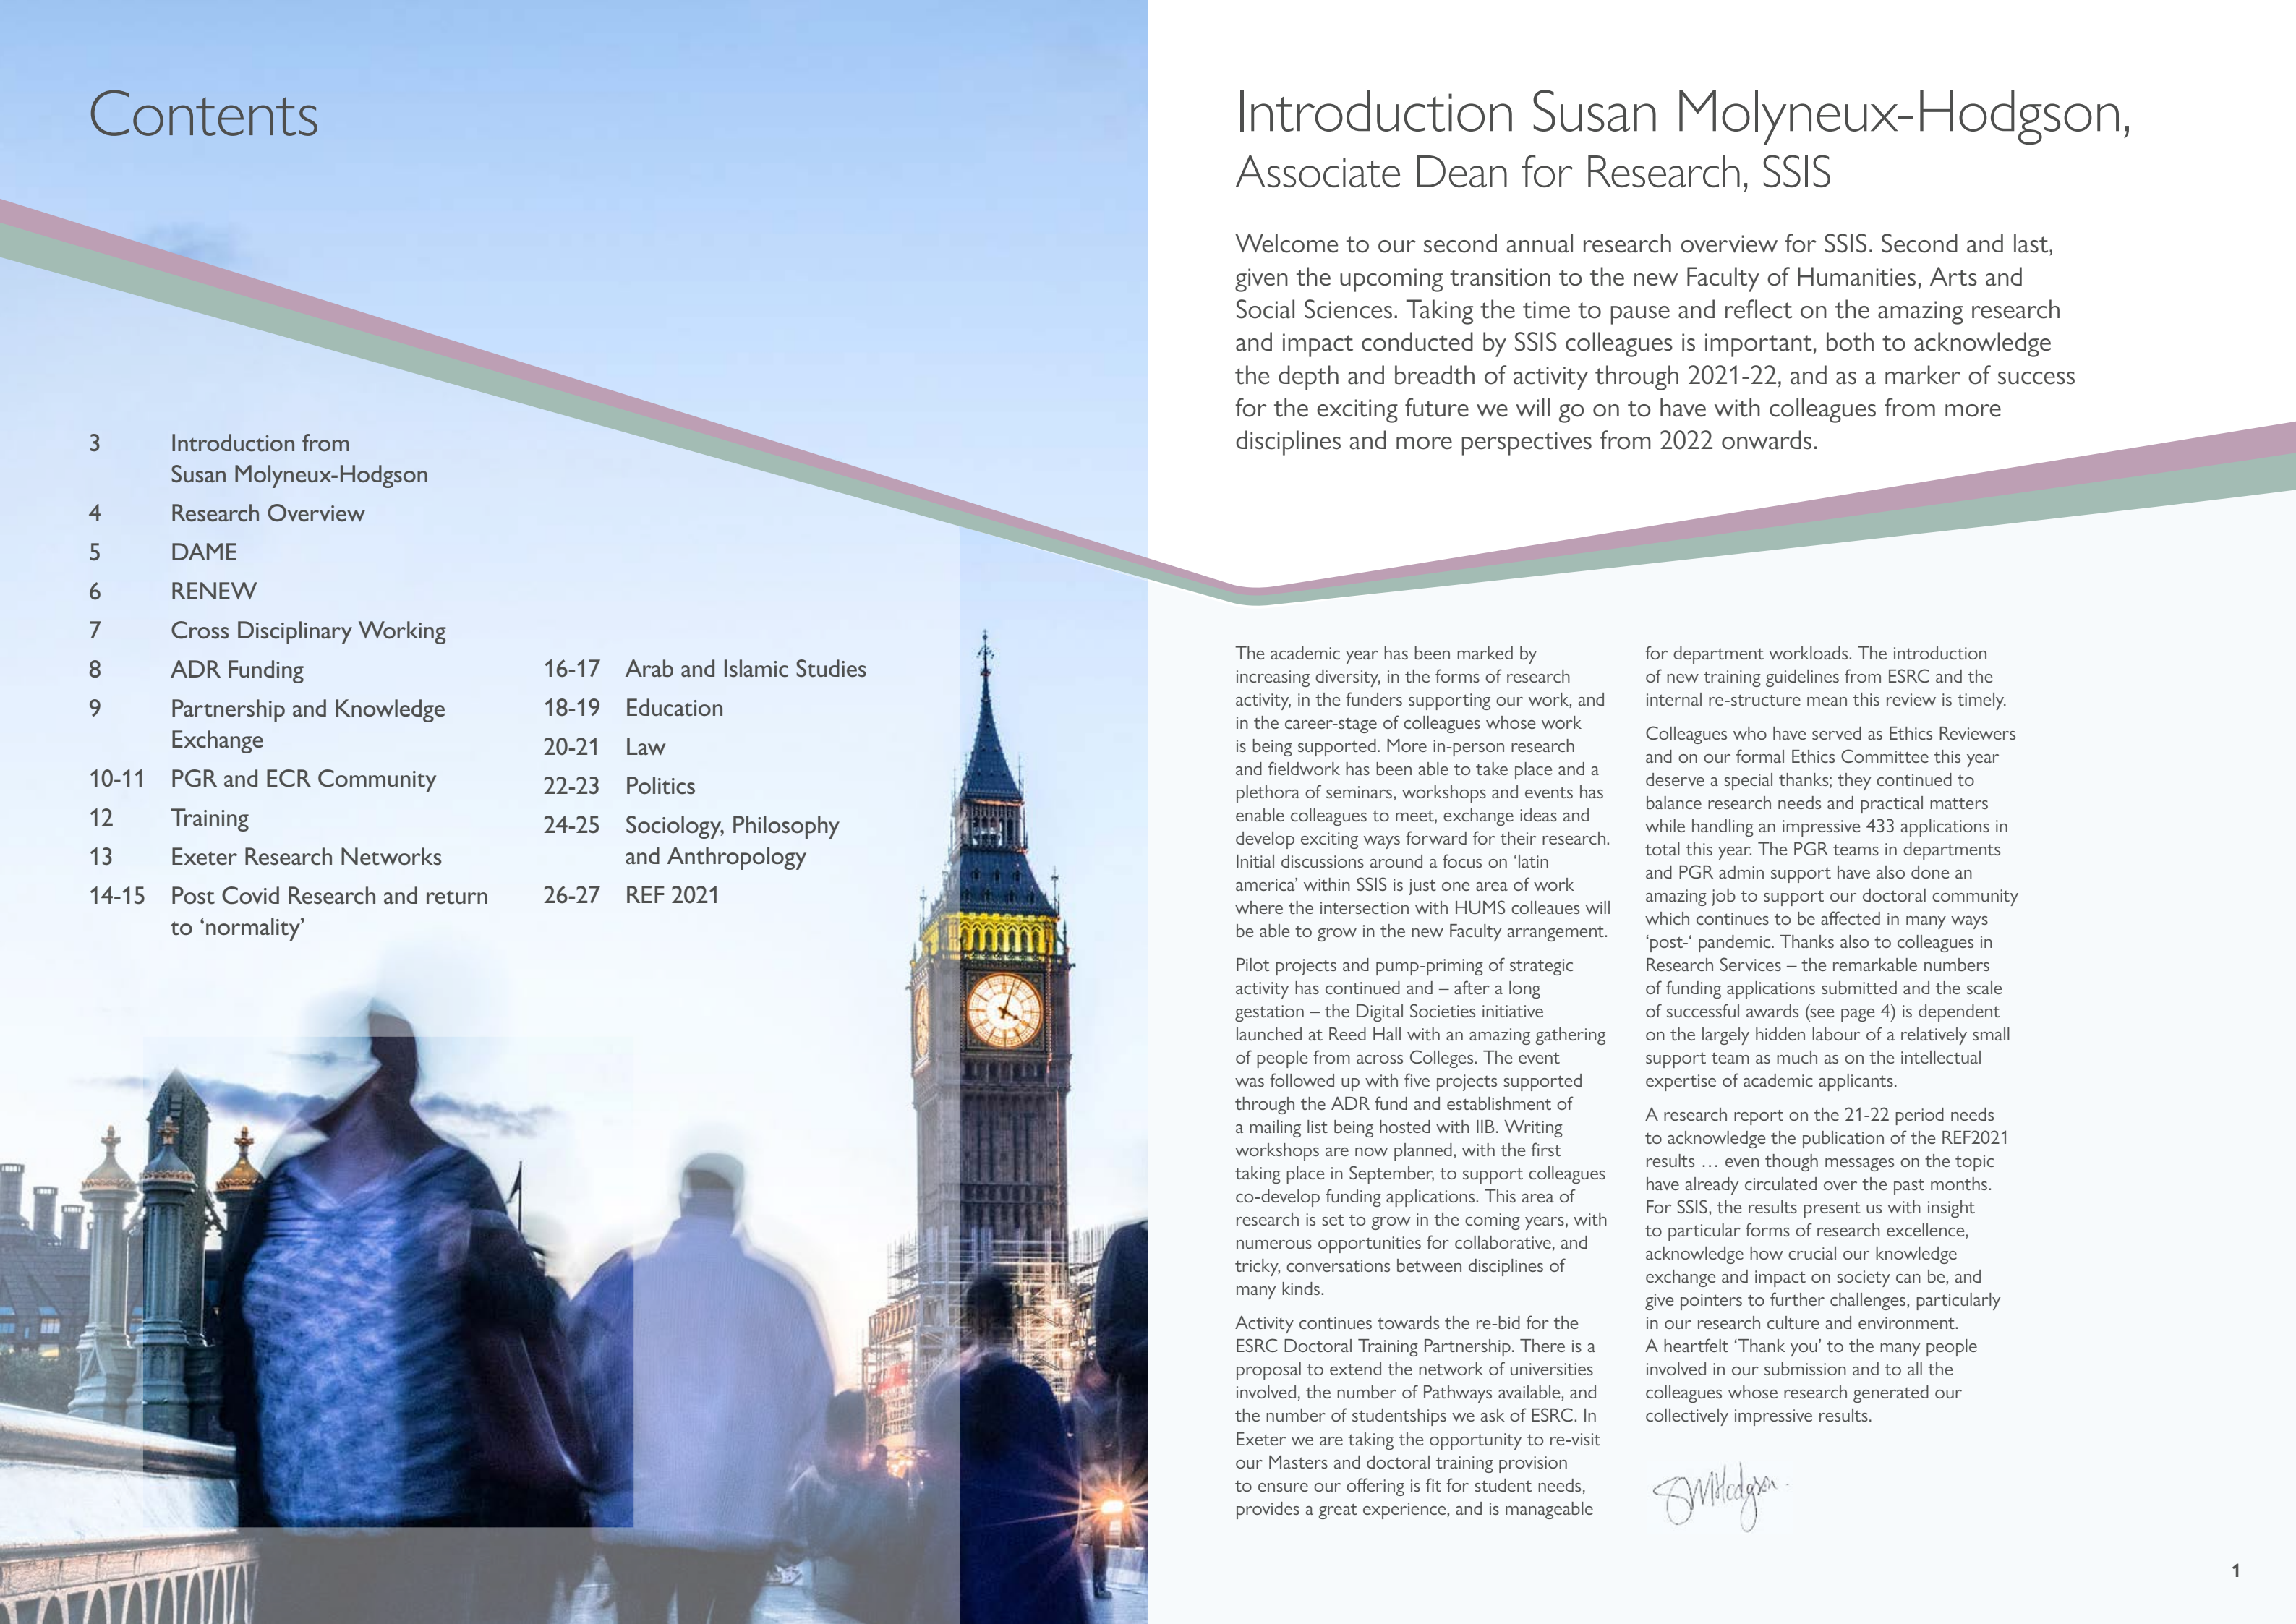 Contents
3 Introduction from
Susan Molyneux-Hodgson
4 Research Overview
5 DAME
6 RENEW
7 Cross Disciplinary Working
8 ADR Funding
9 Partnership and Knowledge
Exchange
10-11 PGR and ECR Community
12 Training
13 Exeter Research Networks
14-15 Post Covid Research and return
to ‘normality’
16-17 Arab and Islamic Studies
18-19 Education
20-21 Law
22-23 Politics
24-25 Sociology, Philosophy
and Anthropology
26-27 REF 2021
Introduction Susan Molyneux-Hodgson,
Associate Dean for Research, SSIS
Welcome to our second annual research overview for SSIS. Second and last,
given the upcoming transition to the new Faculty of Humanities, Arts and
Social Sciences. Taking the time to pause and reflect on the amazing research
and impact conducted by SSIS colleagues is important, both to acknowledge
the depth and breadth of activity through 2021-22, and as a marker of success
for the exciting future we will go on to have with colleagues from more
disciplines and more perspectives from 2022 onwards.
The academic year has been marked by
increasing diversity, in the forms of research
activity, in the funders supporting our work, and
in the career-stage of colleagues whose work
is being supported. More in-person research
and fieldwork has been able to take place and a
plethora of seminars, workshops and events has
enable colleagues to meet, exchange ideas and
develop exciting ways forward for their research.
Initial discussions around a focus on ‘latin
america’ within SSIS is just one area of work
where the intersection with HUMS colleaues will
be able to grow in the new Faculty arrangement.
Pilot projects and pump-priming of strategic
activity has continued and – after a long
gestation – the Digital Societies initiative
launched at Reed Hall with an amazing gathering
of people from across Colleges. The event
was followed up with five projects supported
through the ADR fund and establishment of
a mailing list being hosted with IIB. Writing
workshops are now planned, with the first
taking place in September, to support colleagues
co-develop funding applications. This area of
research is set to grow in the coming years, with
numerous opportunities for collaborative, and
tricky, conversations between disciplines of
many kinds.
Activity continues towards the re-bid for the
ESRC Doctoral Training Partnership. There is a
proposal to extend the network of universities
involved, the number of Pathways available, and
the number of studentships we ask of ESRC. In
Exeter we are taking the opportunity to re-visit
our Masters and doctoral training provision
to ensure our offering is fit for student needs,
provides a great experience, and is manageable
for department workloads. The introduction
of new training guidelines from ESRC and the
internal re-structure mean this review is timely.
Colleagues who have served as Ethics Reviewers
and on our formal Ethics Committee this year
deserve a special thanks; they continued to
balance research needs and practical matters
while handling an impressive 433 applications in
total this year. The PGR teams in departments
and PGR admin support have also done an
amazing job to support our doctoral community
which continues to be affected in many ways
‘post-‘ pandemic. Thanks also to colleagues in
Research Services – the remarkable numbers
of funding applications submitted and the scale
of successful awards (see page 4) is dependent
on the largely hidden labour of a relatively small
support team as much as on the intellectual
expertise of academic applicants.
A research report on the 21-22 period needs
to acknowledge the publication of the REF2021
results … even though messages on the topic
have already circulated over the past months.
For SSIS, the results present us with insight
to particular forms of research excellence,
acknowledge how crucial our knowledge
exchange and impact on society can be, and
give pointers to further challenges, particularly
in our research culture and environment.
A heartfelt ‘Thank you’ to the many people
involved in our submission and to all the
colleagues whose research generated our
collectively impressive results.
SMHodgson
1